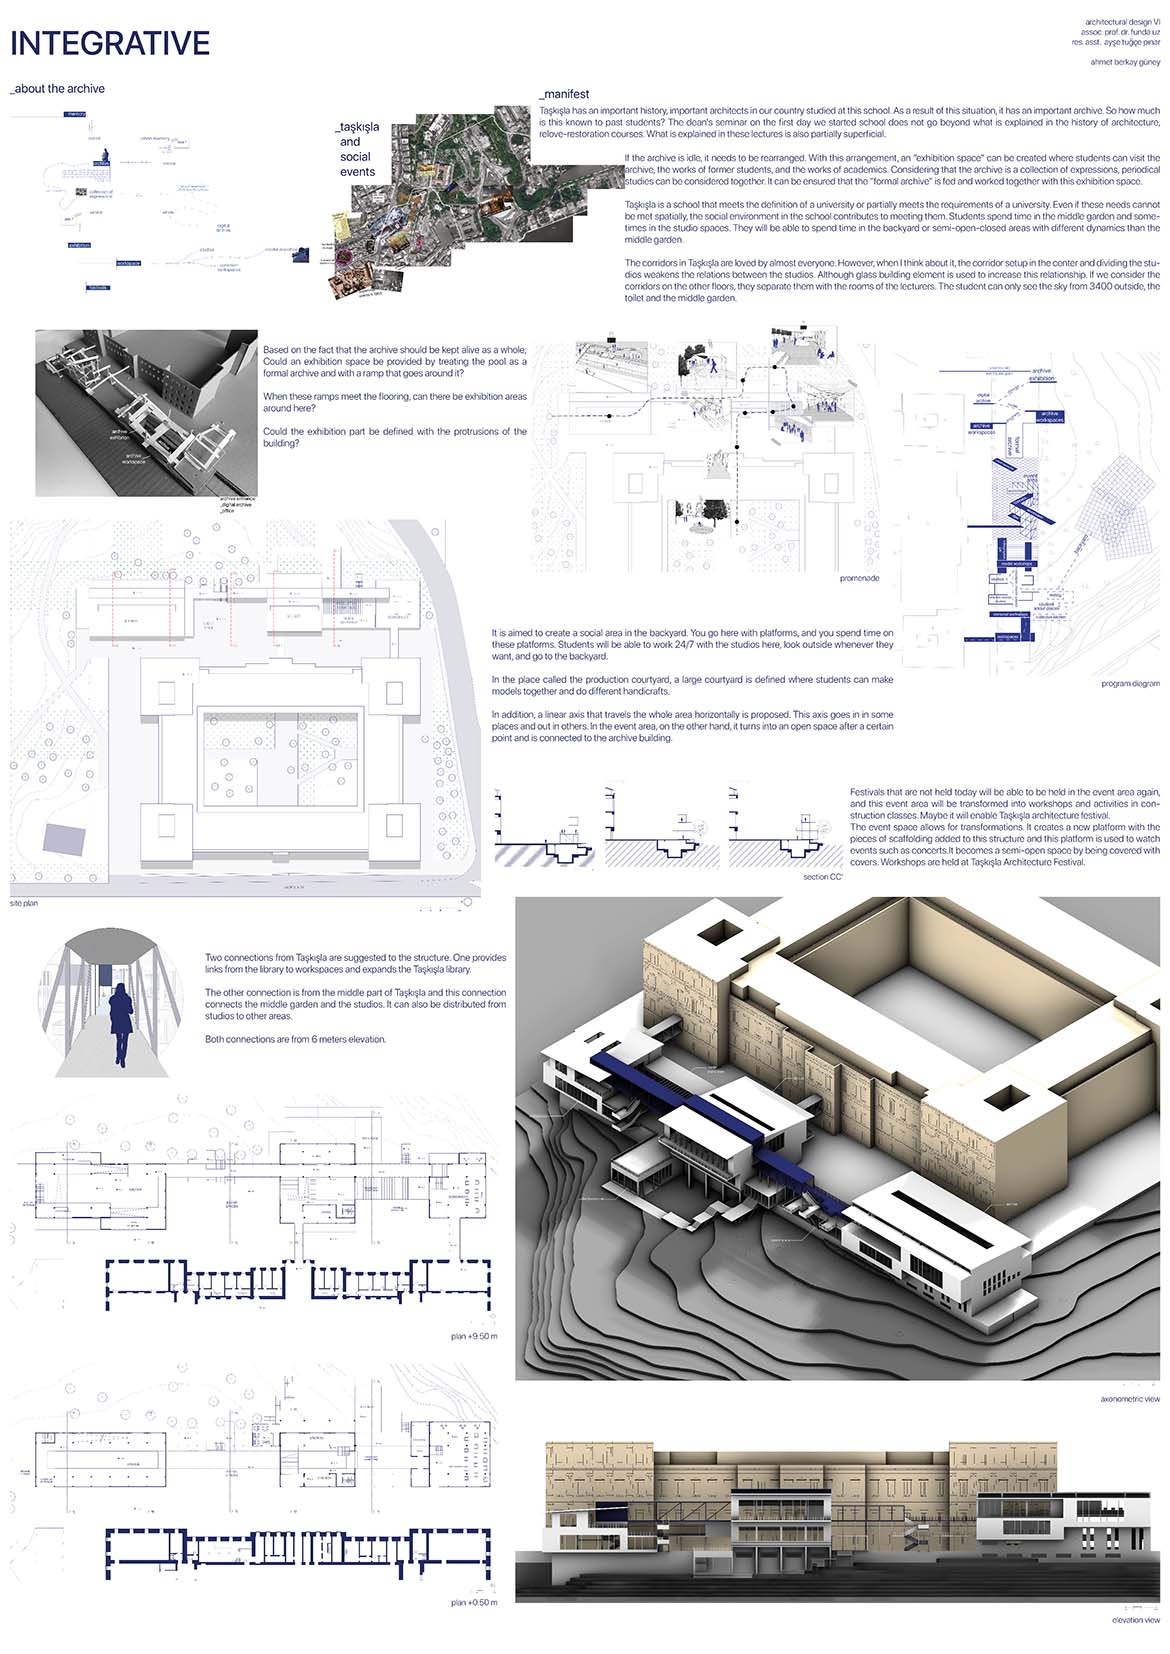 INTEGRATIVE
architectural design VI
assoc. prof. dr. funda uz
res. asst. ayşe tuğçe pınar
ahmet berkay güney
_about the archive
memory
archive
collection of
expressions
digital
archive
exhibition
workspace
_taşkışla
and
social
events
_manifest
Taşkışla has an important history, important architects in our country studied at this school. As a result of this situation, it has an important archive. So how much
is this known to past students? The dean's seminar on the first day we started school does not go beyond what is explained in the history of architecture,
relove-restoration courses. What is explained in these lectures is also partially superficial.
If the archive is idle, it needs to be rearranged. With this arrangement, an "exhibition space" can be created where students can visit the
archive, the works of former students, and the works of academics. Considering that the archive is a collection of expressions, periodical
studies can be considered together. It can be ensured that the "formal archive" is fed and worked together with this exhibition space.
Taşkışla is a school that meets the definition of a university or partially meets the requirements of a university. Even if these needs cannot
be met spatially, the social environment in the school contributes to meeting them. Students spend time in the middle garden and some-
times in the studio spaces. They will be able to spend time in the backyard or semi-open-closed areas with different dynamics than the
middle garden.
The corridors in Taşkışla are loved by almost everyone. However, when I think about it, the corridor setup in the center and dividing the stu-
dios weakens the relations between the studios. Although glass building element is used to increase this relationship. If we consider the
corridors on the other floors, they separate them with the rooms of the lecturers. The student can only see the sky from 3400 outside, the
toilet and the middle garden.
archive
exhibition
archive
workspace
archive entrance
_digital archive
_office
Based on the fact that the archive should be kept alive as a whole;
Could an exhibition space be provided by treating the pool as a
formal archive and with a ramp that goes around it?
When these ramps meet the flooring, can there be exhibition areas
around here?
Could the exhibition part be defined with the protrusions of the
building?
promenade
archive
exhibition
digital
archive
archive
workspaces
archive
workspaces
formal
archive
event
area
model workshops
backyard
program diagram
It is aimed to create a social area in the backyard. You go here with platforms, and you spend time on
these platforms. Students will be able to work 24/7 with the studios here, look outside whenever they
want, and go to the backyard.
In the place called the production courtyard, a large courtyard is defined where students can make
models together and do different handicrafts.
In addition, a linear axis that travels the whole area horizontally is proposed. This axis goes in in some
places and out in others. In the event area, on the other hand, it turns into an open space after a certain
point and is connected to the archive building.
site plan
section CC'
Festivals that are not held today will be able to be held in the event area again,
and this event area will be transformed into workshops and activities in con-
struction classes. Maybe it will enable Taşkışla architecture festival.
The event space allows for transformations. It creates a new platform with the
pieces of scaffolding added to this structure and this platform is used to watch
events such as concerts.It becomes a semi-open space by being covered with
covers. Workshops are held at Taşkışla Architecture Festival.
Two connections from Taşkışla are suggested to the structure. One provides
links from the library to workspaces and expands the Taşkışla library.
The other connection is from the middle part of Taşkışla and this connection
connects the middle garden and the studios. It can also be distributed from
studios to other areas.
Both connections are from 6 meters elevation.
plan +9.50 m
axonometric view
plan +0.50 m
elevation view